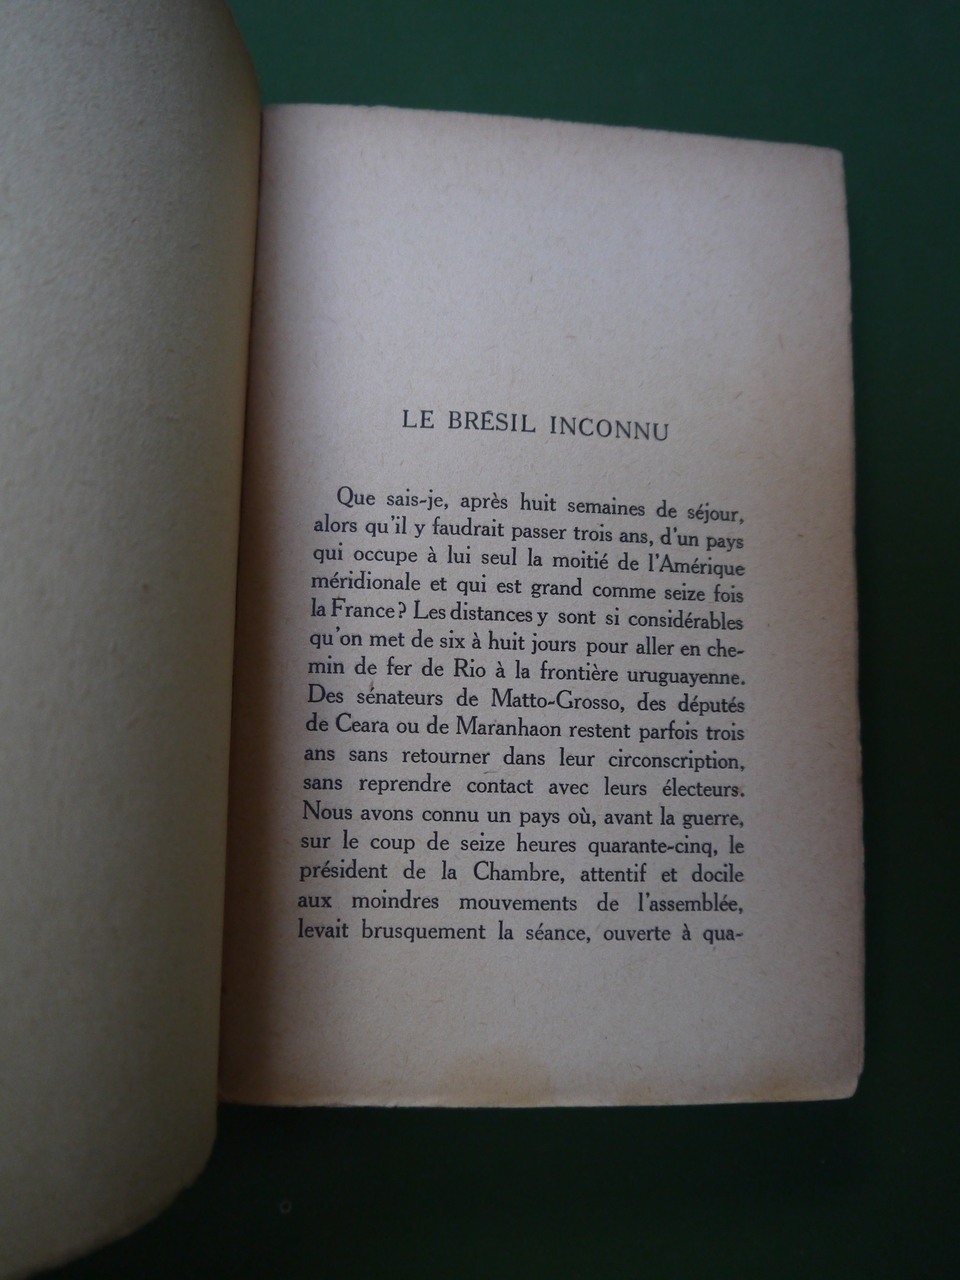 LE BRÉSIL INCONNU
Que sais-je, après huit semaines de séjour,
alors qu'il y faudrait passer trois ans, d'un pays
qui occupe à lui seul la moitié de l'Amérique
méridionale et qui est grand comme seize fois
la France? Les distances y sont si considérables
qu'on met de six à huit jours pour aller en che-
min de fer de Rio à la frontière uruguayenne.
Des sénateurs de Matto-Grosso, des députés
de Ceara ou de Maranhaon restent parfois trois
ans sans retourner dans leur circonscription,
sans reprendre contact avec leurs électeurs.
Nous avons connu un pays où, avant la guerre,
sur le coup de seize heures quarante-cinq, le
président de la Chambre, attentif et docile
aux moindres mouvements de l'assemblée,
levait brusquement la séance, ouverte à qua-